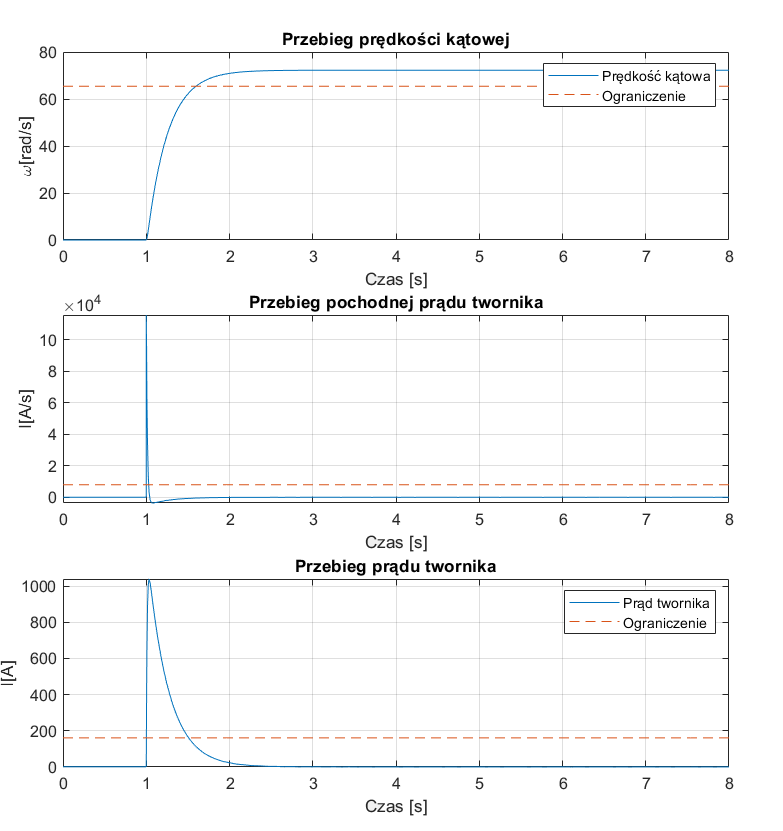 Przebieg prędkości kątowej
80
60
40
20
0
ω[rad/s]
Prędkość kątowa
Ograniczenie
0 1 2 3 4 5 6 7 8
Czas [s]
×10^4
Przebieg pochodnej prądu twornika
10
8
6
4
2
0
I[A/s]
0 1 2 3 4 5 6 7 8
Czas [s]
Przebieg prądu twornika
1000
800
600
400
200
0
I[A]
Prąd twornika
Ograniczenie
0 1 2 3 4 5 6 7 8
Czas [s]